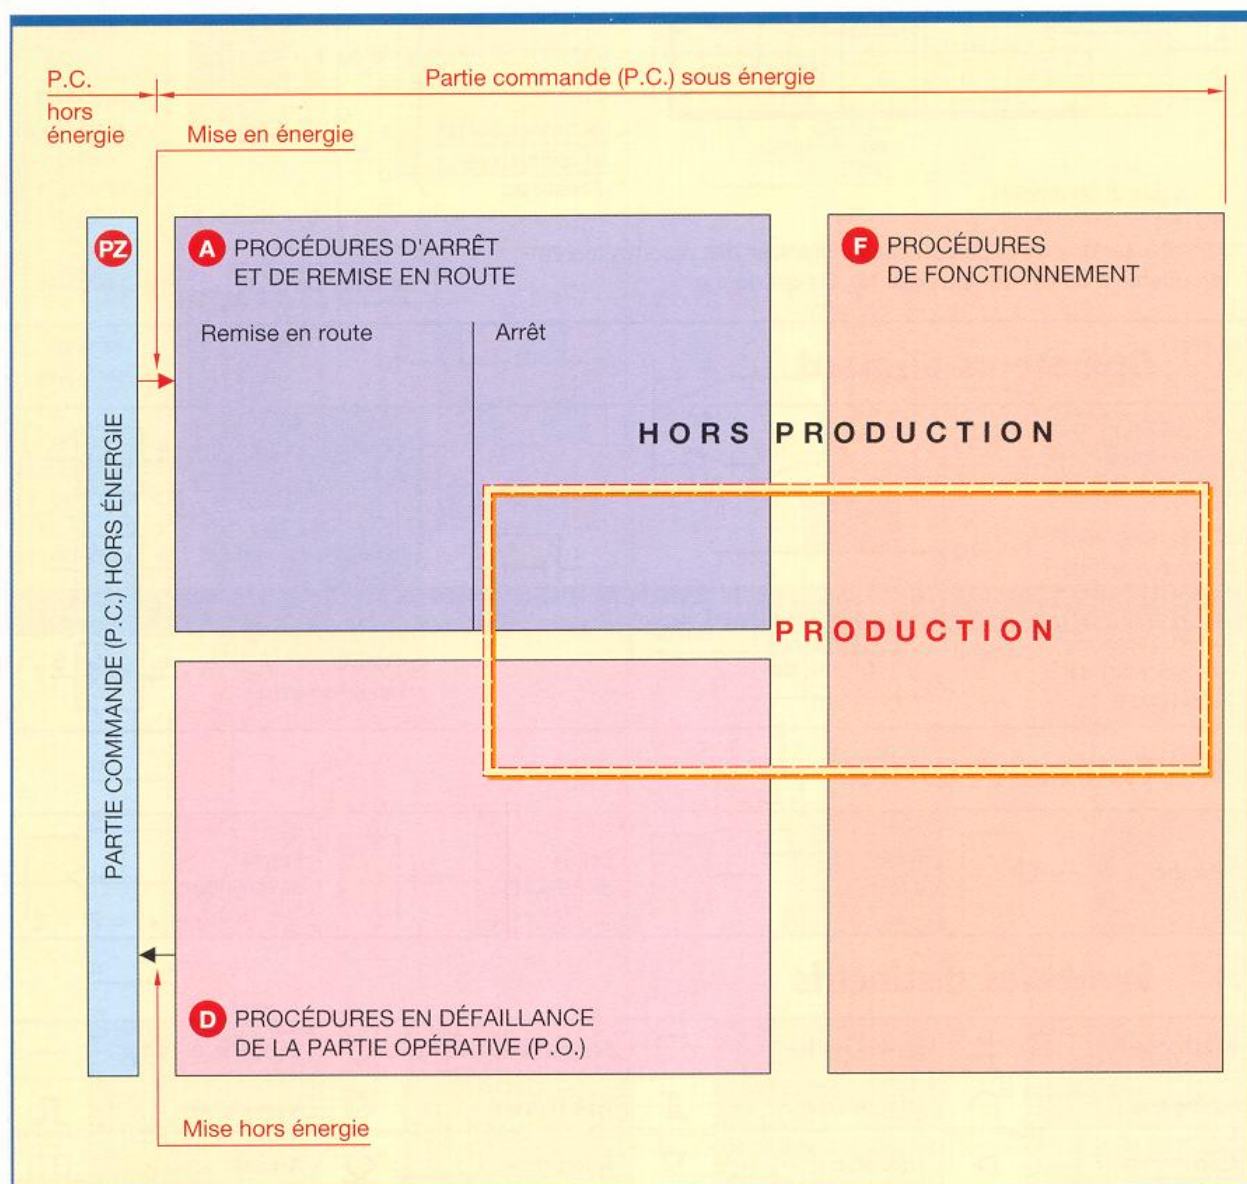 P.C.
hors
énergie
Partie commande (P.C.) sous énergie
Mise en énergie
PZ
PARTIE COMMANDE (P.C.) HORS ÉNERGIE
A PROCÉDURES D'ARRÊT
ET DE REMISE EN ROUTE
Remise en route
Arrêt
F PROCÉDURES
DE FONCTIONNEMENT
HORS PRODUCTION
PRODUCTION
D PROCÉDURES EN DÉFAILLANCE
DE LA PARTIE OPÉRATIVE (P.O.)
Mise hors énergie